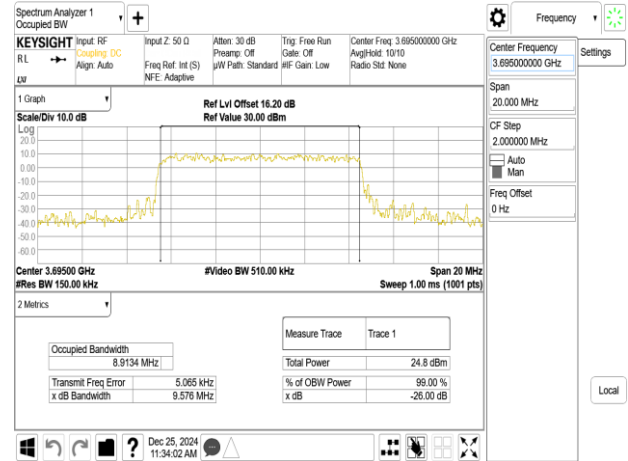 Spectrum Analyzer 1
Occupied BW
+
Frequency
KEYSIGHT
RL
LXI
Input: RF
Coupling: DC
Align: Auto
Input Z: 50 Ω
Freq Ref: Int (S)
NFE: Adaptive
Atten: 30 dB
Preamp: Off
µW Path: Standard
Trig: Free Run
Gate: Off
#IF Gain: Low
Center Freq: 3.695000000 GHz
Avg|Hold: 10/10
Radio Std: None
Center Frequency
3.695000000 GHz
Settings
Span
20.000 MHz
CF Step
2.000000 MHz
Auto
Man
Freq Offset
0 Hz
Local
1 Graph
Scale/Div 10.0 dB
Ref Lvl Offset 16.20 dB
Ref Value 30.00 dBm
Log
20.0
10.0
0.00
-10.0
-20.0
-30.0
-40.0
-50.0
-60.0
Center 3.69500 GHz
#Video BW 510.00 kHz
Span 20 MHz
#Res BW 150.00 kHz
Sweep 1.00 ms (1001 pts)
2 Metrics
Measure Trace Trace 1
Occupied Bandwidth
8.9134 MHz
Total Power 24.8 dBm
Transmit Freq Error 5.065 kHz
% of OBW Power 99.00 %
x dB Bandwidth 9.576 MHz
x dB -26.00 dB
?
Dec 25, 2024
11:34:02 AM